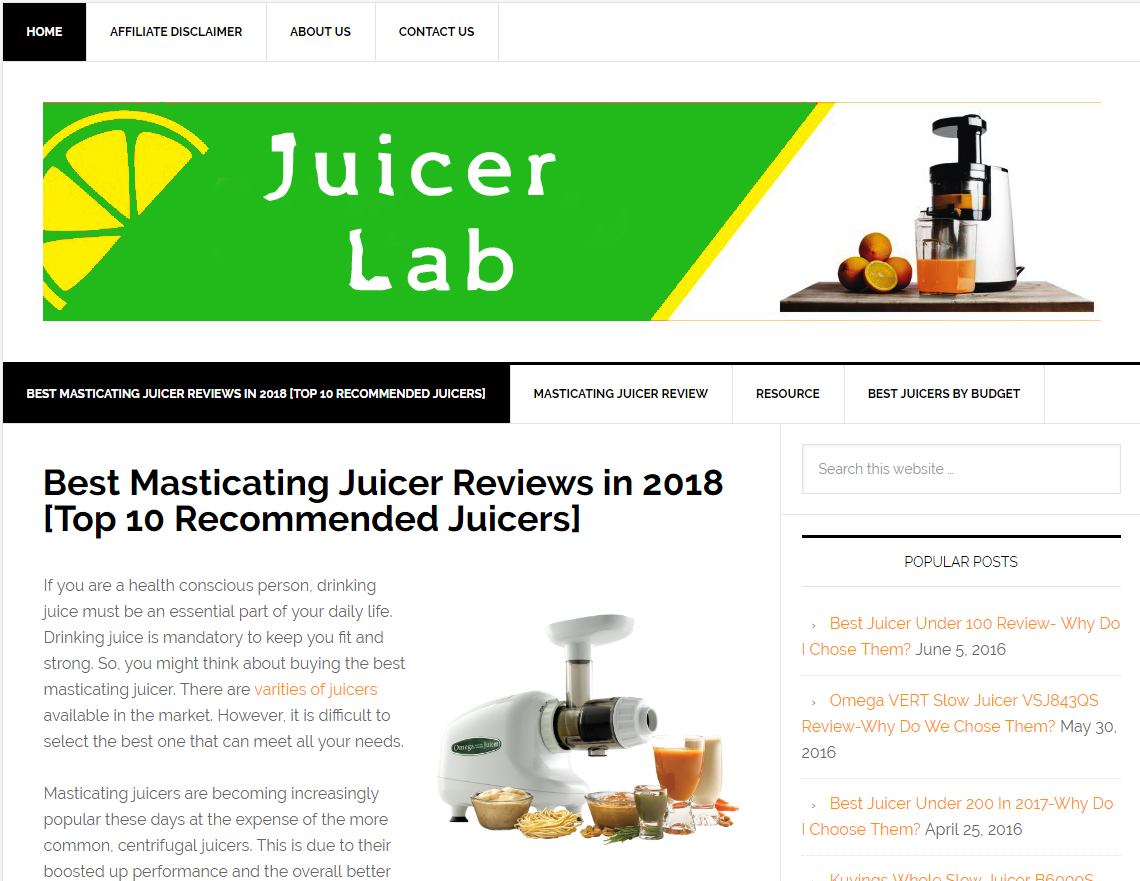 HOME
AFFILIATE DISCLAIMER
ABOUT US
CONTACT US
Juicer
Lab
BEST MASTICATING JUICER REVIEWS IN 2018 [TOP 10 RECOMMENDED JUICERS]
MASTICATING JUICER REVIEW
RESOURCE
BEST JUICERS BY BUDGET
Best Masticating Juicer Reviews in 2018
[Top 10 Recommended Juicers]
If you are a health conscious person, drinking
juice must be an essential part of your daily life.
Drinking juice is mandatory to keep you fit and
strong. So, you might think about buying the best
masticating juicer. There are varities of juicers
available in the market. However, it is difficult to
select the best one that can meet all your needs.
Masticating juicers are becoming increasingly
popular these days at the expense of the more
common, centrifugal juicers. This is due to their
boosted up performance and the overall better
Omega Juicer
Search this website …
POPULAR POSTS
› Best Juicer Under 100 Review- Why Do
I Chose Them? June 5, 2016
› Omega VERT Slow Juicer VSJ843QS
Review-Why Do We Chose Them? May 30,
2016
› Best Juicer Under 200 In 2017-Why Do
I Choose Them? April 25, 2016
Kuvings Whole Slow Juicer B6000S